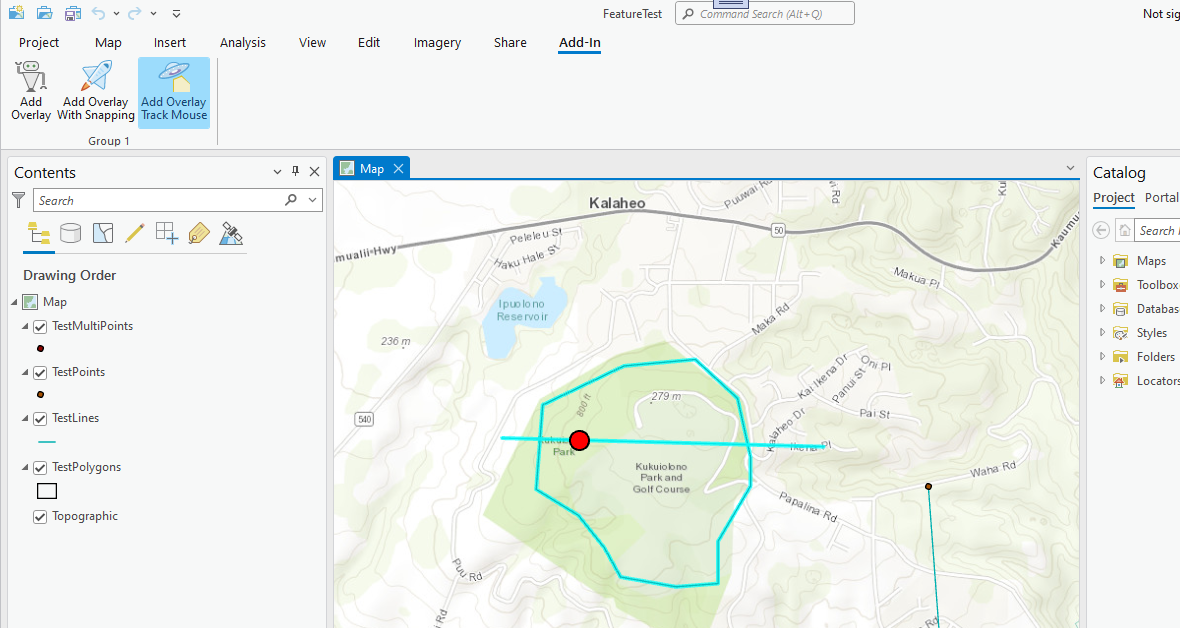 FeatureTest
Command Search (Alt+Q)
Not sig
Project
Map
Insert
Analysis
View
Edit
Imagery
Share
Add-In
Add
Overlay
Add Overlay
With Snapping
Add Overlay
Track Mouse
Group 1
Contents
Search
Drawing Order
Map
TestMultiPoints
TestPoints
TestLines
TestPolygons
Topographic
Map
Kalaheo
Puuwai Rd
50
Kaumu
mualii-Hwy
Peleleu St
Haku Hale St
Makua Pl
Ipuolono
Reservoir
236 m
Maka Rd
540
800 ft
279 m
Kai Ikena Dr
Oni Pl
Panui St
Kalaheo Dr
Pai St
Ikena Pl
Park
Kukuiolono
Park and
Golf Course
Waha Rd
Papalina Rd
Puu Rd
Rd
Catalog
Project
Portal
Search
Maps
Toolbox
Databas
Styles
Folders
Locators